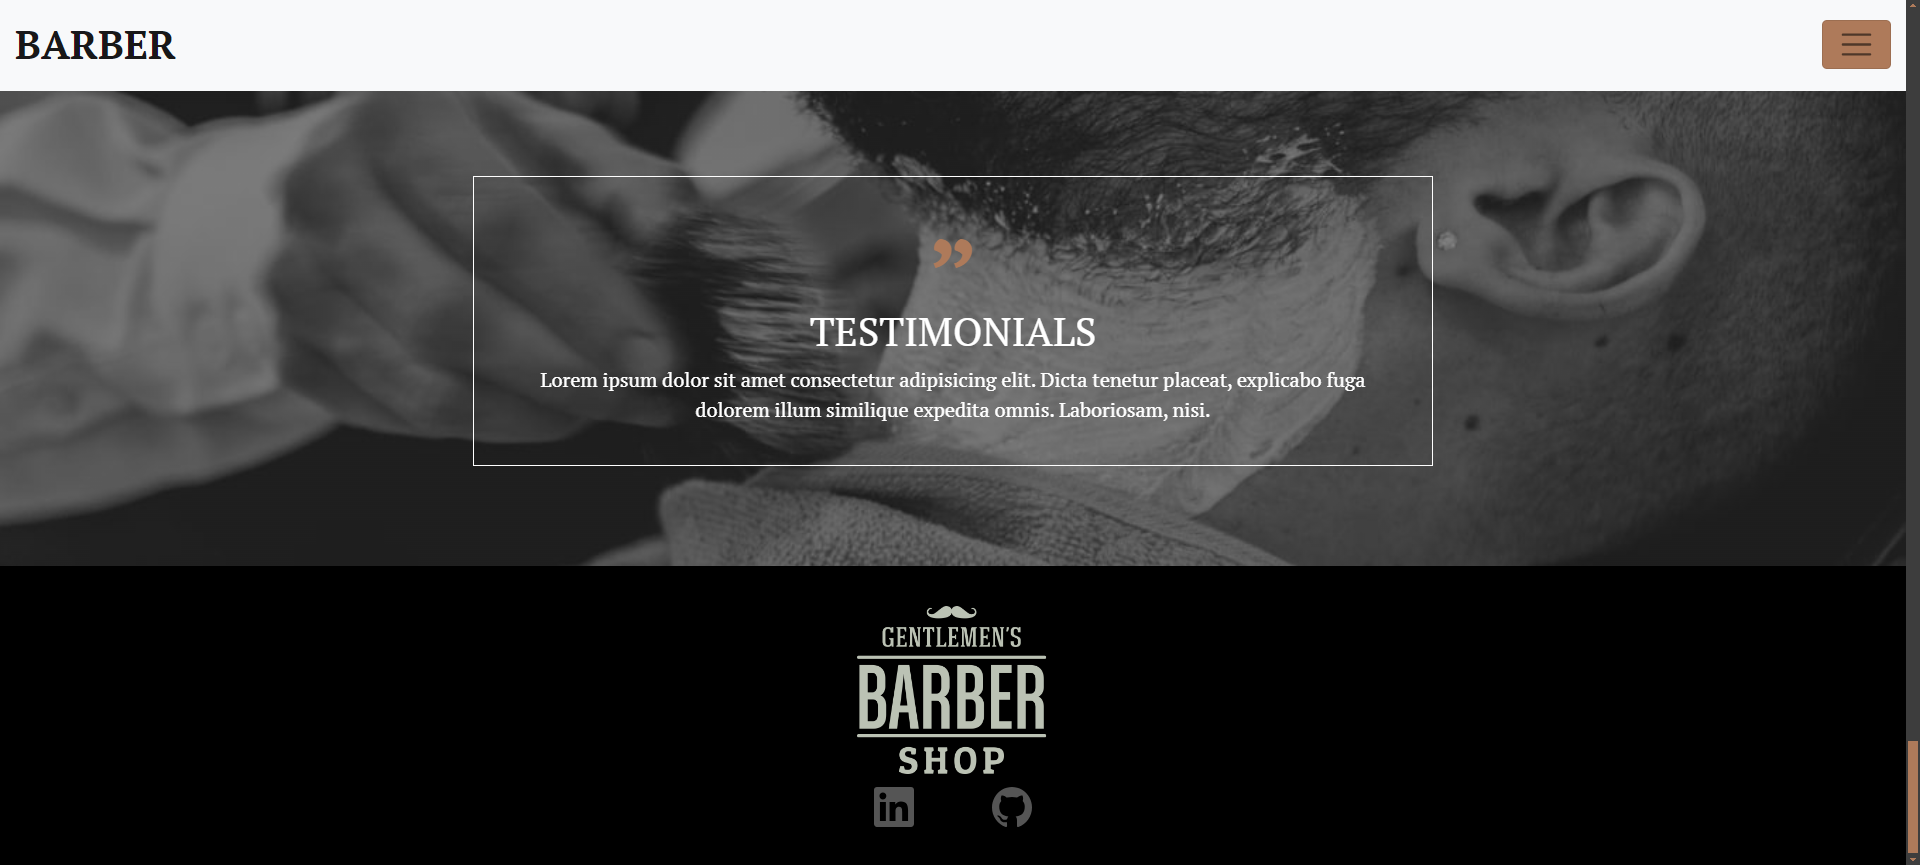 BARBER
”
TESTIMONIALS
Lorem ipsum dolor sit amet consectetur adipisicing elit. Dicta tenetur placeat, explicabo fuga
dolorem illum similique expedita omnis. Laboriosam, nisi.
GENTLEMEN'S
BARBER
SHOP
in